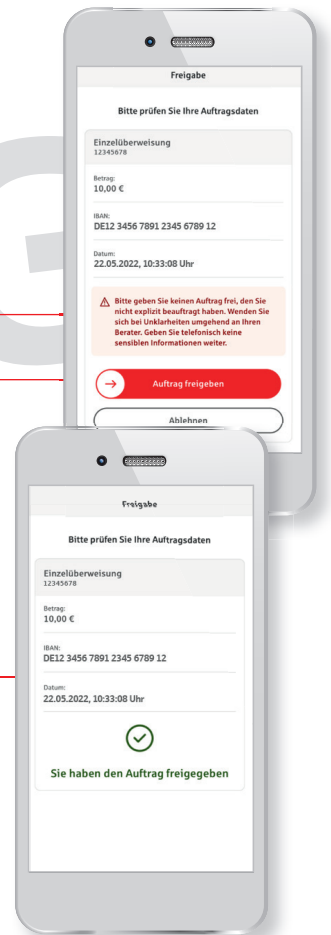 Freigabe
Bitte prüfen Sie Ihre Auftragsdaten
Einzelüberweisung
12345678
Betrag:
10,00 €
IBAN:
DE12 3456 7891 2345 6789 12
Datum:
22.05.2022, 10:33:08 Uhr
Bitte geben Sie keinen Auftrag frei, den Sie
nicht explizit beauftragt haben. Wenden Sie
sich bei Unklarheiten umgehend an Ihren
Berater. Geben Sie telefonisch keine
sensiblen Informationen weiter.
Auftrag freigeben
Ablehnen
Freigabe
Bitte prüfen Sie Ihre Auftragsdaten
Einzelüberweisung
12345678
Betrag:
10,00 €
IBAN:
DE12 3456 7891 2345 6789 12
Datum:
22.05.2022, 10:33:08 Uhr
Sie haben den Auftrag freigegeben